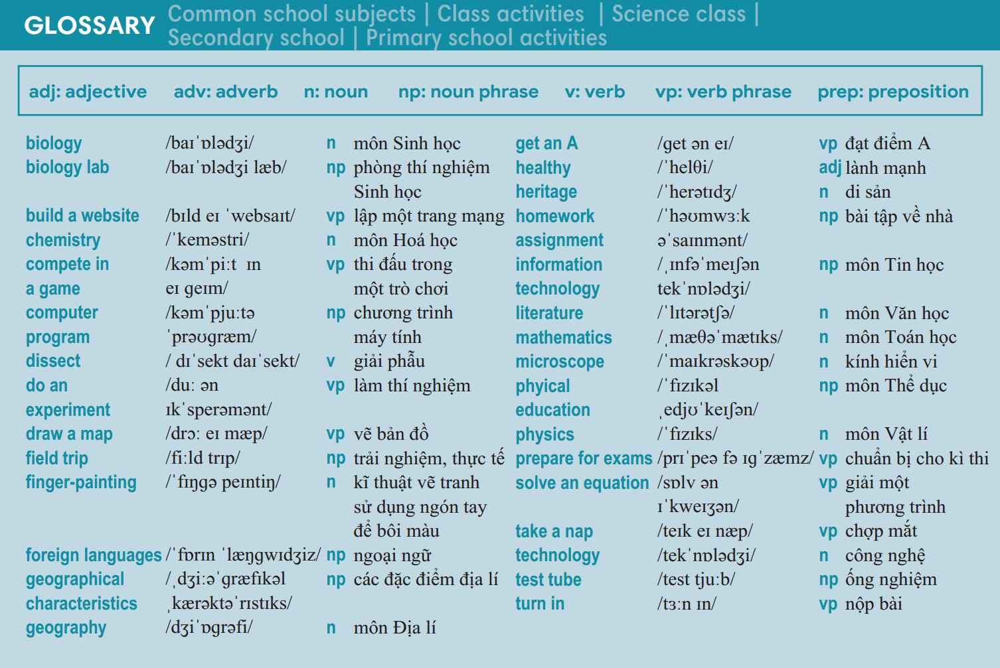 GLOSSARY
Common school subjects | Class activities | Science class |
Secondary school | Primary school activities
adj: adjective adv: adverb n: noun np: noun phrase v: verb vp: verb phrase prep: preposition
biology /baɪˈɒlədʒi/ n môn Sinh học
biology lab /baɪˈɒlədʒi læb/ np phòng thí nghiệm
Sinh học
build a website /bɪld eɪ ˈwebsaɪt/ vp lập một trang mạng
chemistry /ˈkeməstri/ n môn Hoá học
compete in /kəmˈpiːt ɪn vp thi đấu trong
a game eɪ ɡeɪm/ một trò chơi
computer /kəmˈpjuːtə np chương trình
program ˈprəʊɡræm/ máy tính
dissect / dɪˈsekt daɪˈsekt/ v giải phẫu
do an /duː ən vp làm thí nghiệm
experiment ɪkˈsperəmənt/
draw a map /drɔː eɪ mæp/ vp vẽ bản đồ
field trip /fiːld trɪp/ np trải nghiệm, thực tế
finger-painting /ˈfɪŋɡə peɪntiŋ/ n kĩ thuật vẽ tranh
sử dụng ngón tay
để bôi màu
foreign languages /ˈfɒrɪn ˈlæŋɡwɪdʒiz/ np ngoại ngữ
geographical /ˌdʒiːəˈɡræfɪkəl np các đặc điểm địa lí
characteristics ˌkærəktəˈrɪstɪks/
geography /dʒiˈɒɡrəfi/ n môn Địa lí
get an A /ɡet ən eɪ/ vp đạt điểm A
healthy /ˈhelθi/ adj lành mạnh
heritage /ˈherətɪdʒ/ n di sản
homework /ˈhəʊmwɜːk np bài tập về nhà
assignment əˈsaɪnmənt/
information /ˌɪnfəˈmeɪʃən np môn Tin học
technology tekˈnɒlədʒi/
literature /ˈlɪtərətʃə/ n môn Văn học
mathematics /ˌmæθəˈmætɪks/ n môn Toán học
microscope /ˈmaɪkrəskəʊp/ n kính hiển vi
phyical /ˈfɪzɪkəl np môn Thể dục
education ˌedjʊˈkeɪʃən/
physics /ˈfɪzɪks/ n môn Vật lí
prepare for exams /prɪˈpeə fə ɪɡˈzæmz/ vp chuẩn bị cho kì thi
solve an equation /sɒlv ən vp giải một
ɪˈkweɪʒən/ phương trình
take a nap /teɪk eɪ næp/ vp chợp mắt
technology /tekˈnɒlədʒi/ n công nghệ
test tube /test tjuːb/ np ống nghiệm
turn in /tɜːn ɪn/ vp nộp bài